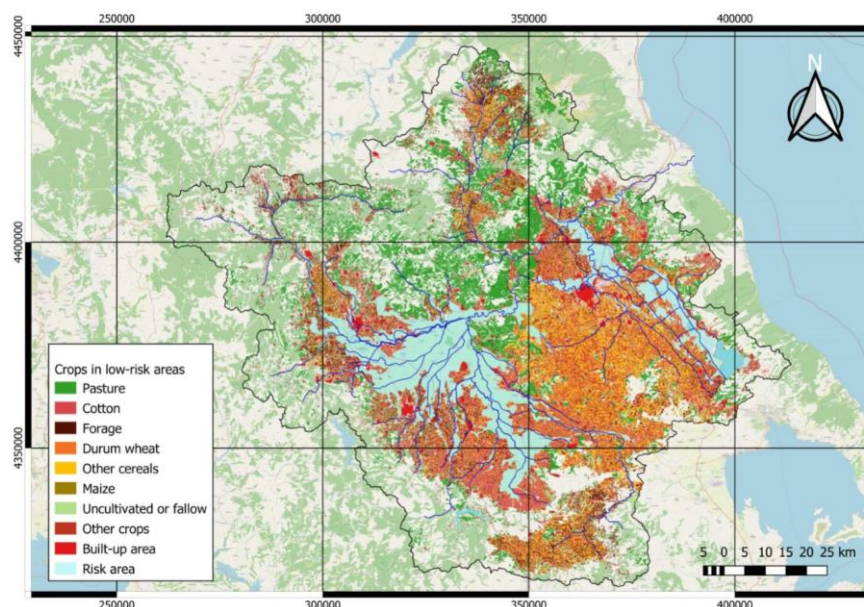 250000 300000 350000 400000
4450000
N
4400000
4350000
Crops in low-risk areas
Pasture
Cotton
Forage
Durum wheat
Other cereals
Maize
Uncultivated or fallow
Other crops
Built-up area
Risk area
5 0 5 10 15 20 25 km
250000 300000 350000 400000